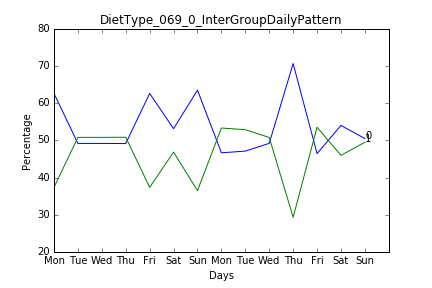 DietType_069_0_InterGroupDailyPattern
80
70
60
50
40
30
20
Percentage
0
1
Mon Tue Wed Thu Fri Sat Sun Mon Tue Wed Thu Fri Sat Sun
Days